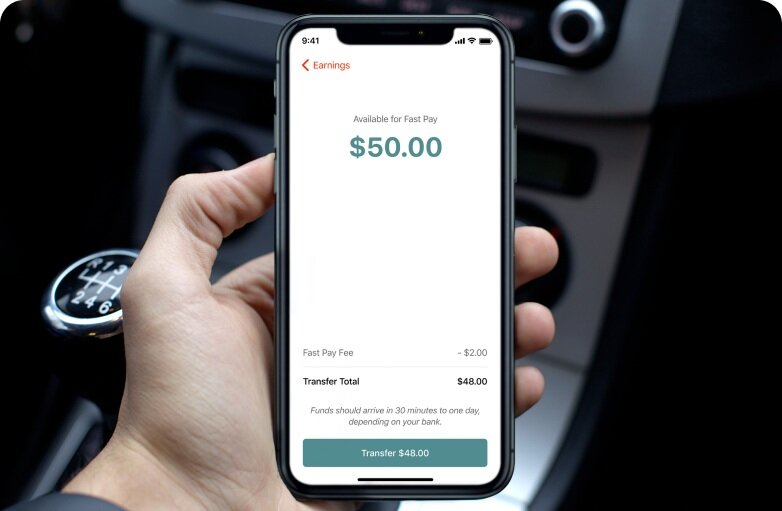 9:41
Earnings
Available for Fast Pay
$50.00
Fast Pay Fee - $2.00
Transfer Total $48.00
Funds should arrive in 30 minutes to one day,
depending on your bank.
Transfer $48.00
R 1 3
2 4 6